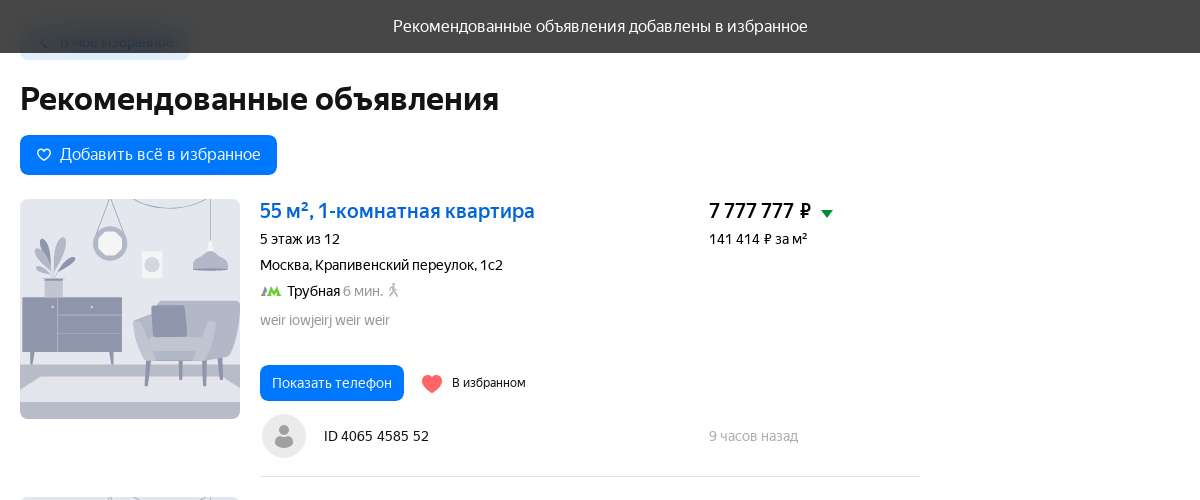 Рекомендованные объявления добавлены в избранное
В моё Избранное
Рекомендованные объявления
Добавить всё в избранное
55 м², 1-комнатная квартира
7 777 777 ₽
5 этаж из 12
141 414 ₽ за м²
Москва, Крапивенский переулок, 1с2
Трубная 6 мин.
weir iowjeirj weir weir
Показать телефон
В избранном
ID 4065 4585 52
9 часов назад